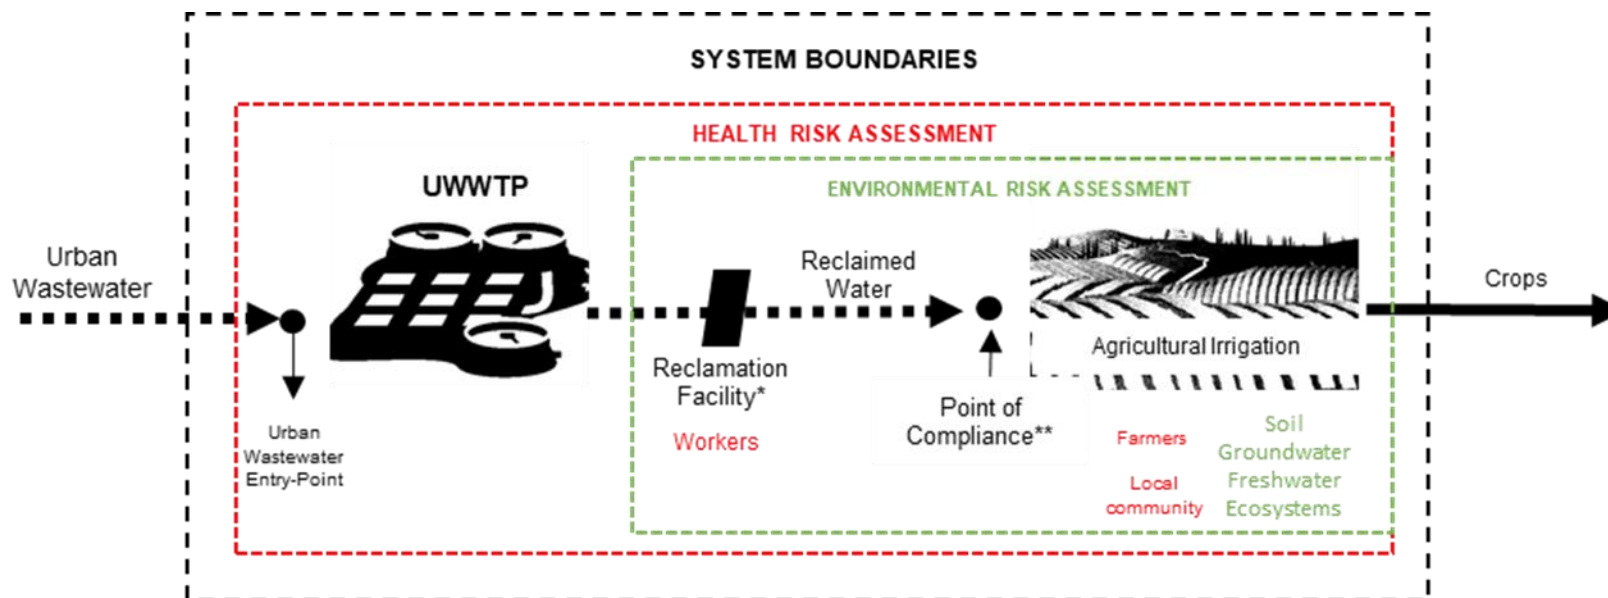 SYSTEM BOUNDARIES
HEALTH RISK ASSESSMENT
ENVIRONMENTAL RISK ASSESSMENT
UWWTP
Urban
Wastewater
Urban
Wastewater
Entry-Point
Reclamation
Facility*
Workers
Reclaimed
Water
Point of
Compliance**
Agricultural Irrigation
Farmers
Local
community
Soil
Groundwater
Freshwater
Ecosystems
Crops